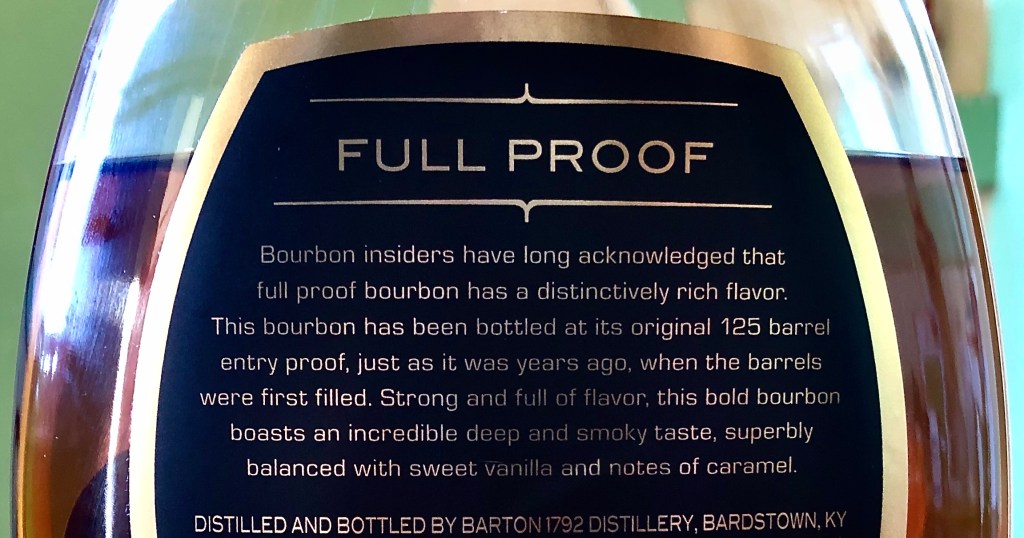 FULL PROOF
Bourbon insiders have long acknowledged that
full proof bourbon has a distinctively rich flavor.
This bourbon has been bottled at its original 125 barrel
entry proof, just as it was years ago, when the barrels
were first filled. Strong and full of flavor, this bold bourbon
boasts an incredible deep and smoky taste, superbly
balanced with sweet vanilla and notes of caramel.
DISTILLED AND BOTTLED BY BARTON 1792 DISTILLERY, BARDSTOWN, KY